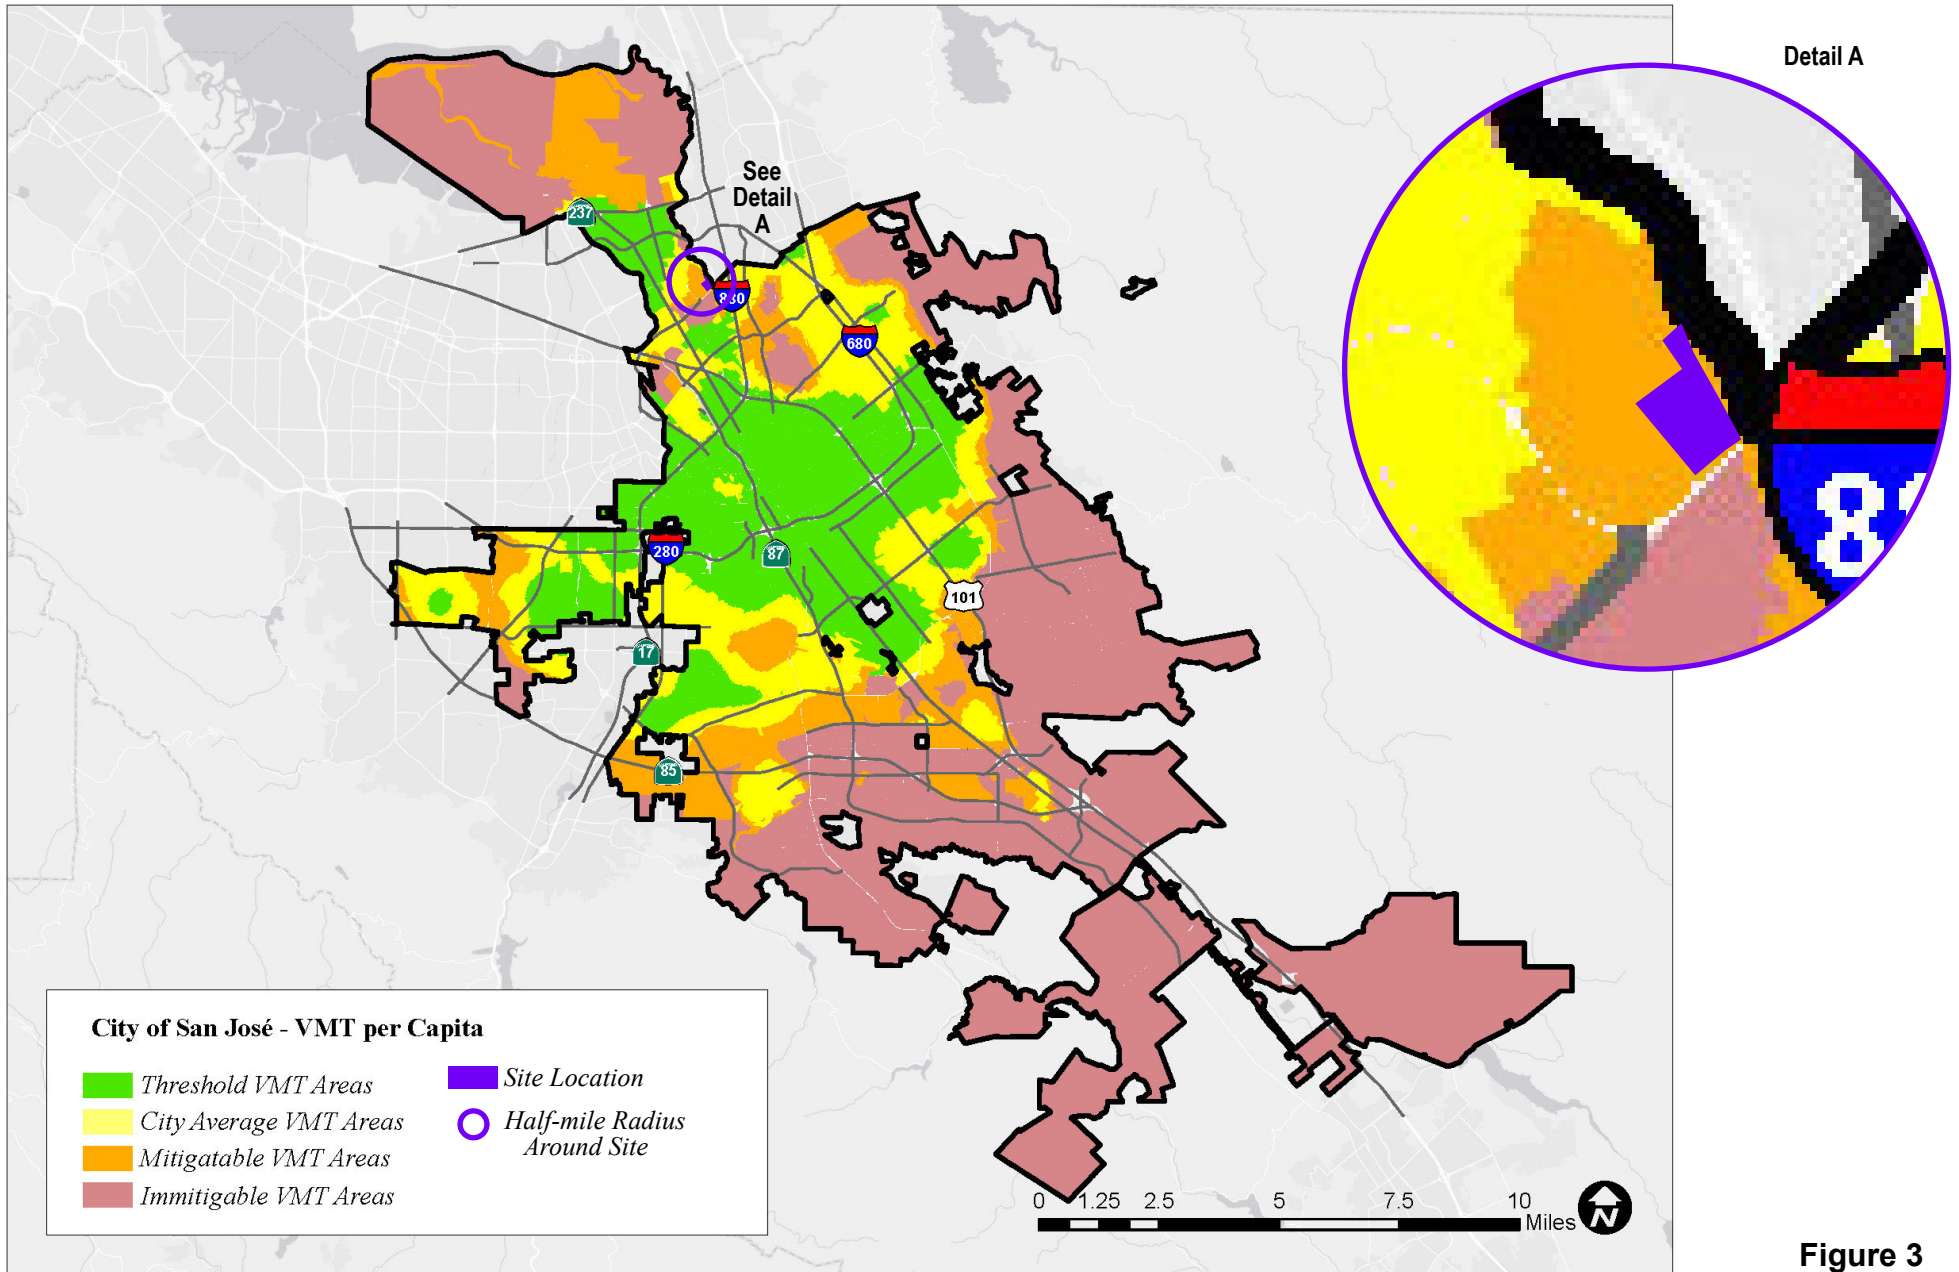 Detail A
See
Detail
A
237
880
680
280
87
101
17
85
8
City of San José - VMT per Capita
Threshold VMT Areas
City Average VMT Areas
Mitigatable VMT Areas
Immitigable VMT Areas
Site Location
Half-mile Radius
Around Site
0 1.25 2.5 5 7.5 10
Miles
N
Figure 3